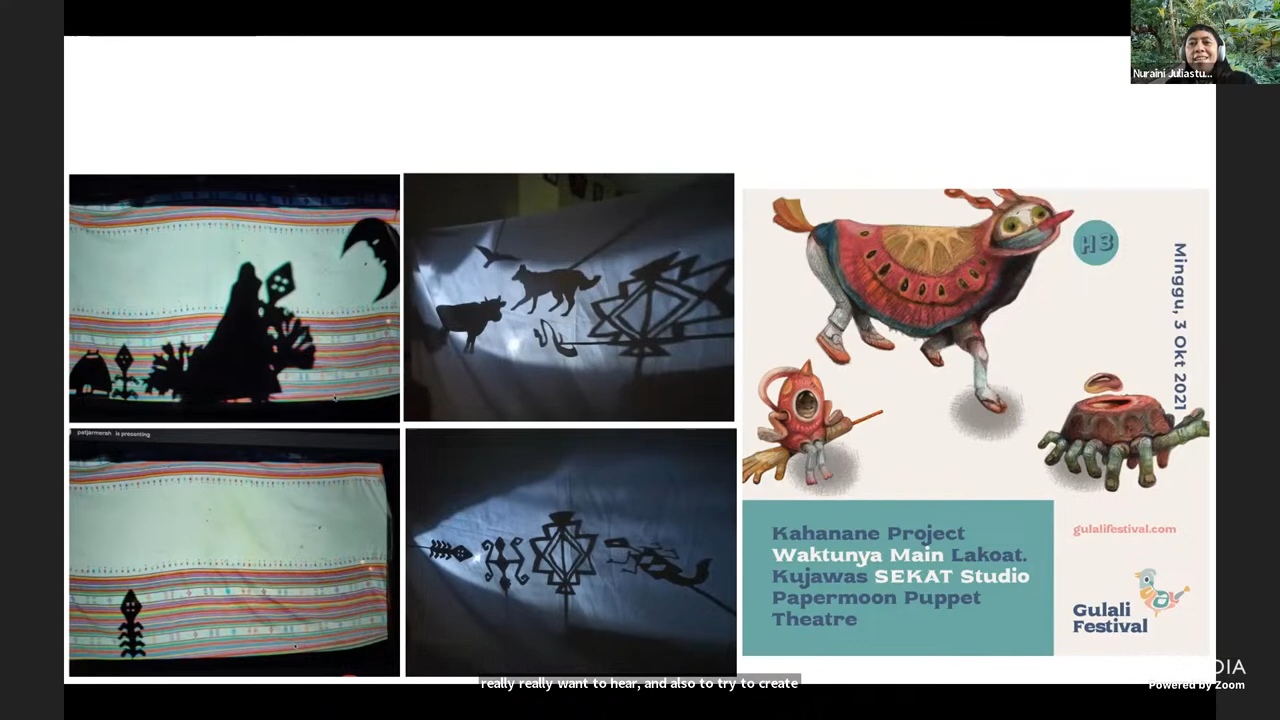 Nuraini Juliastu...
patjarmerah is presenting
H3
Minggu, 3 Okt 2021
Kahanane Project
Waktunya Main Lakoat.
Kujawas SEKAT Studio
Papermoon Puppet
Theatre
gulalifestival.com
Gulali
Festival
really really want to hear, and also to try to create
Powered by Zoom